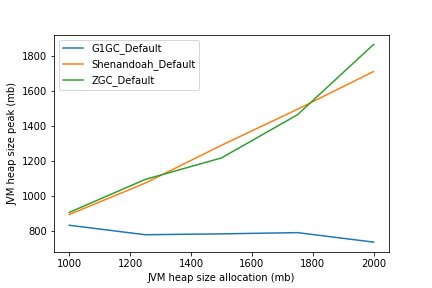 G1GC_Default
Shenandoah_Default
ZGC_Default
JVM heap size peak (mb)
1800
1600
1400
1200
1000
800
1000 1200 1400 1600 1800 2000
JVM heap size allocation (mb)